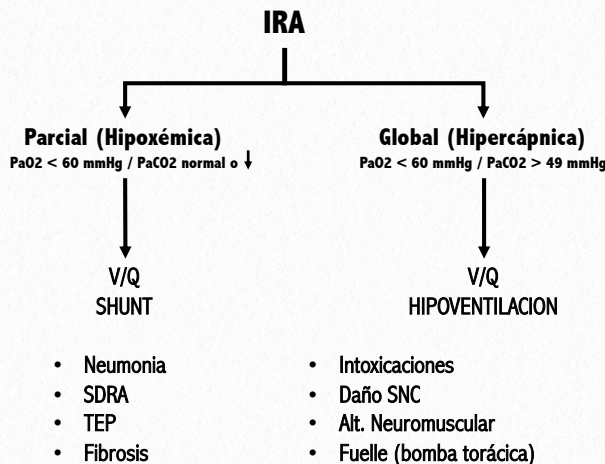 IRA
Parcial (Hipoxémica)
PaO2 < 60 mmHg / PaCO2 normal o ↓
Global (Hipercápnica)
PaO2 < 60 mmHg / PaCO2 > 49 mmHg
V/Q
SHUNT
V/Q
HIPOVENTILACION
• Neumonia
• SDRA
• TEP
• Fibrosis
• Intoxicaciones
• Daño SNC
• Alt. Neuromuscular
• Fuelle (bomba torácica)